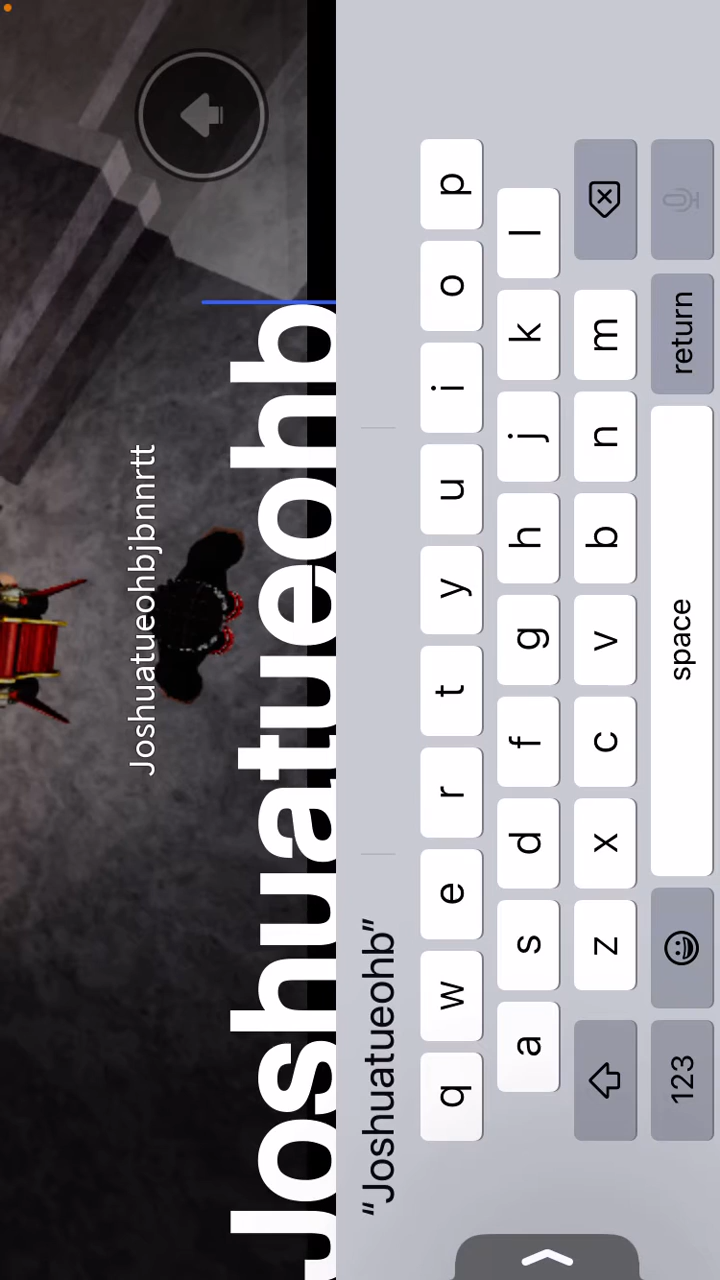 Joshuatueohbjbnnrtt
Joshuatueohb
“Joshuatueohb”
q w e r t y u i o p
a s d f g h j k l
z x c v b n m
123 space return